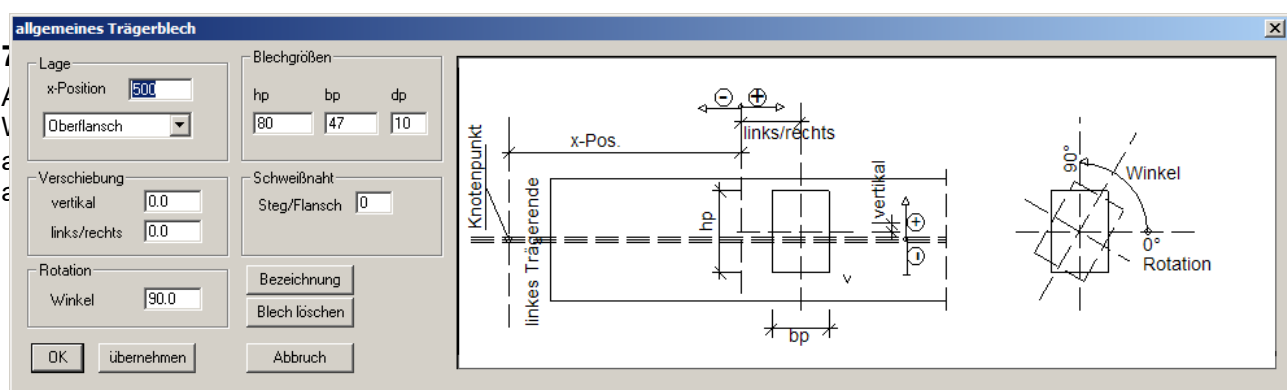 allgemeines Trägerblech
7
Lage
x-Position 500
Oberflansch
Verschiebung
vertikal 0.0
links/rechts 0.0
Rotation
Winkel 90.0
OK
übernehmen
Blechgrößen
hp bp dp
80 47 10
Schweißnaht
Steg/Flansch 0
Bezeichnung
Blech löschen
Abbruch
Knotenpunkt
linkes Trägerende
x-Pos.
links/rechts
hp
bp
vertikal
v
90°
Winkel
0°
Rotation